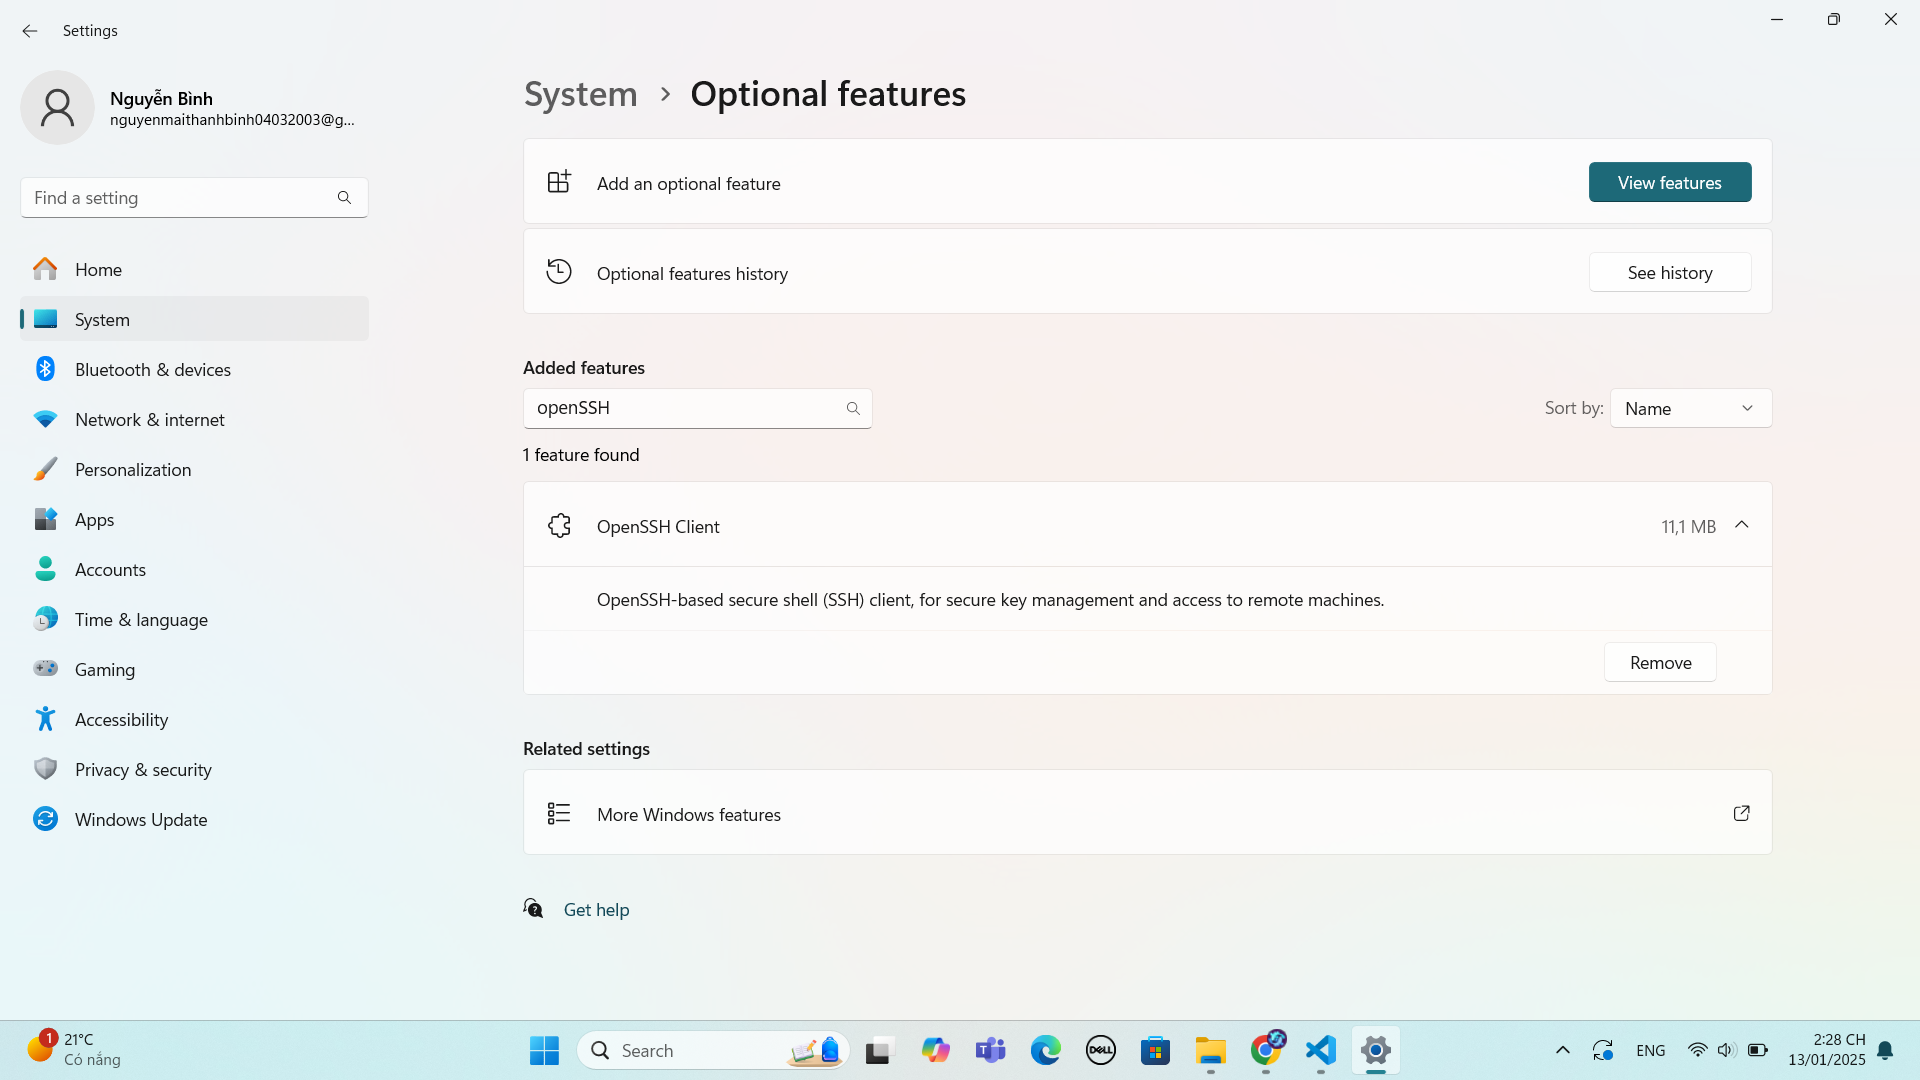 Settings
Nguyễn Bình
nguyenmaithanhbinh04032003@g...
Find a setting
Home
System
Bluetooth & devices
Network & internet
Personalization
Apps
Accounts
Time & language
Gaming
Accessibility
Privacy & security
Windows Update
System > Optional features
Add an optional feature
View features
Optional features history
See history
Added features
openSSH
Sort by: Name
1 feature found
OpenSSH Client
11,1 MB
OpenSSH-based secure shell (SSH) client, for secure key management and access to remote machines.
Remove
Related settings
More Windows features
Get help
1
21°C
Có nắng
Search
DELL
ENG
2:28 CH
13/01/2025